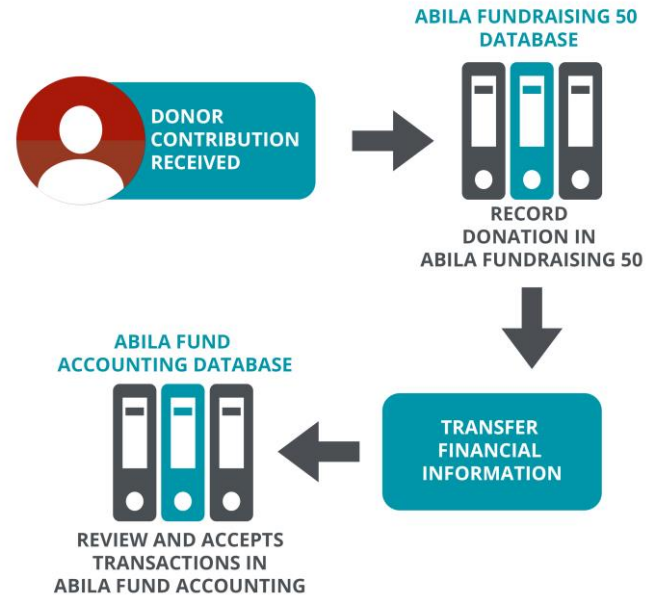 ABILA FUNDRAISING 50
DATABASE
DONOR
CONTRIBUTION
RECEIVED
RECORD
DONATION IN
ABILA FUNDRAISING 50
TRANSFER
FINANCIAL
INFORMATION
ABILA FUND
ACCOUNTING DATABASE
REVIEW AND ACCEPTS
TRANSACTIONS IN
ABILA FUND ACCOUNTING